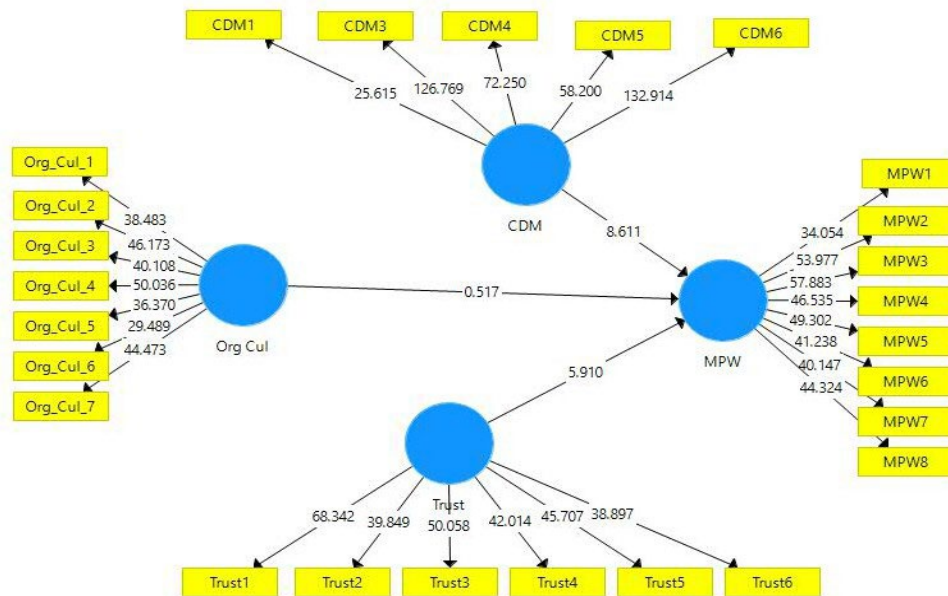 CDM1
CDM3
CDM4
CDM5
CDM6
25.615
126.769
72.250
58.200
132.914
CDM
Org_Cul_1
Org_Cul_2
Org_Cul_3
Org_Cul_4
Org_Cul_5
Org_Cul_6
Org_Cul_7
38.483
46.173
40.108
50.036
36.370
29.489
44.473
Org Cul
8.611
0.517
5.910
MPW
34.054
53.977
57.883
46.535
49.302
41.238
40.147
44.324
MPW1
MPW2
MPW3
MPW4
MPW5
MPW6
MPW7
MPW8
Trust
68.342
39.849
50.058
42.014
45.707
38.897
Trust1
Trust2
Trust3
Trust4
Trust5
Trust6